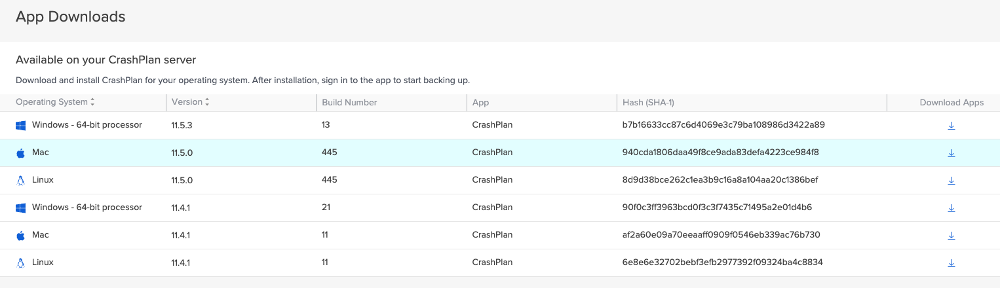 App Downloads
Available on your CrashPlan server
Download and install CrashPlan for your operating system. After installation, sign in to the app to start backing up.
Operating System Version Build Number App Hash (SHA-1) Download Apps
Windows - 64-bit processor 11.5.3 13 CrashPlan b7b16633cc87c6d4069e3c79ba108986d3422a89
Mac 11.5.0 445 CrashPlan 940cda1806daa49f8ce9ada83defa4223ce984f8
Linux 11.5.0 445 CrashPlan 8d9d38bce262c1ea3b9c16a8a104aa20c1386bef
Windows - 64-bit processor 11.4.1 21 CrashPlan 90f0c3ff3963bcd0f3c3f7435c71495a2e01d4b6
Mac 11.4.1 11 CrashPlan af2a60e09a70eeaaff0909f0546eb339ac76b730
Linux 11.4.1 11 CrashPlan 6e8e6e32702bebf3efb2977392f09324ba4c8834